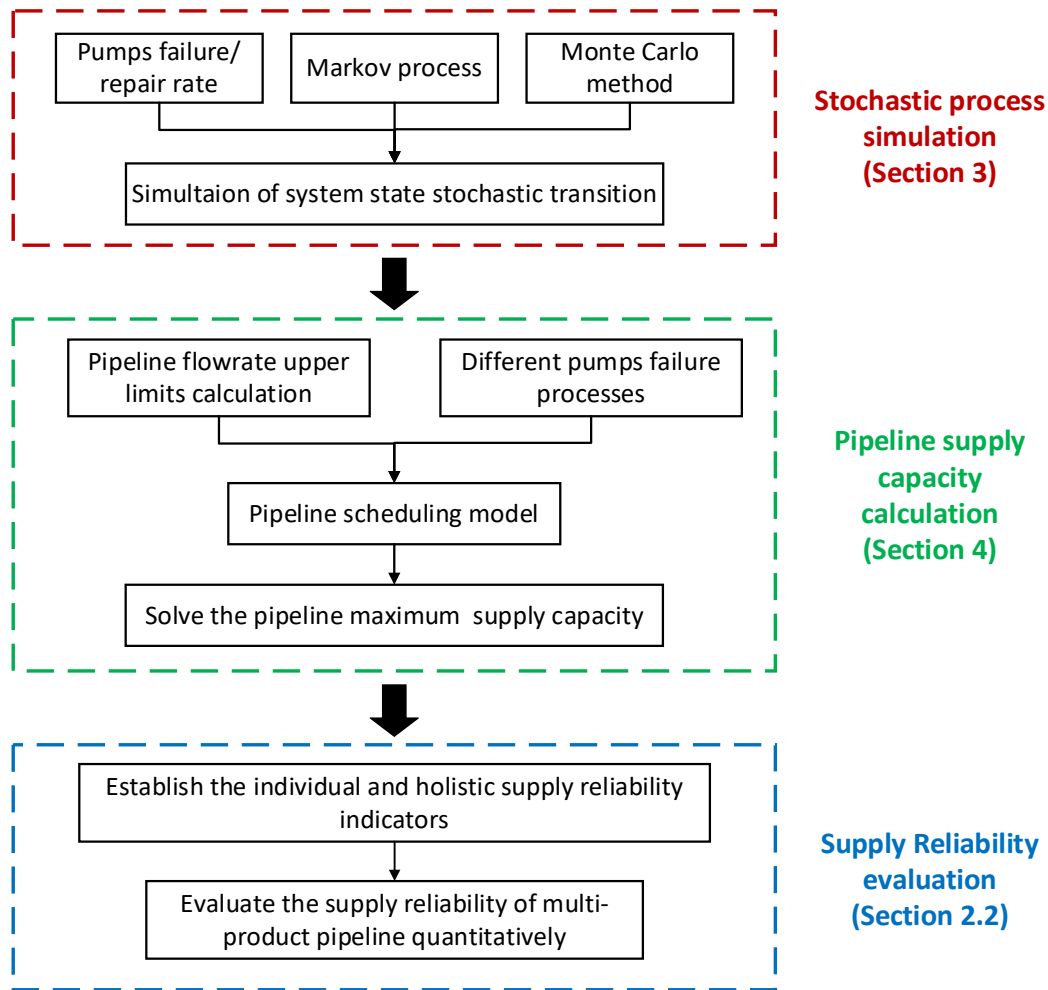 Pumps failure/
repair rate
Markov process
Monte Carlo
method
Simultaion of system state stochastic transition
Stochastic process
simulation
(Section 3)
Pipeline flowrate upper
limits calculation
Different pumps failure
processes
Pipeline scheduling model
Solve the pipeline maximum supply capacity
Pipeline supply
capacity
calculation
(Section 4)
Establish the individual and holistic supply reliability
indicators
Evaluate the supply reliability of multi-
product pipeline quantitatively
Supply Reliability
evaluation
(Section 2.2)